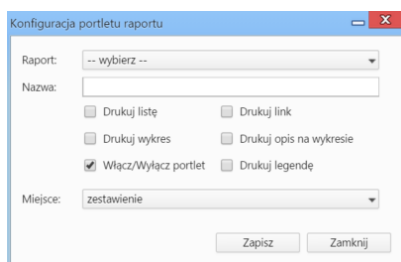 Konfiguracja portletu raportu
Raport: -- wybierz --
Nazwa:
Drukuj listę Drukuj link
Drukuj wykres Drukuj opis na wykresie
Włącz/Wyłącz portlet Drukuj legendę
Miejsce: zestawienie
Zapisz Zamknij